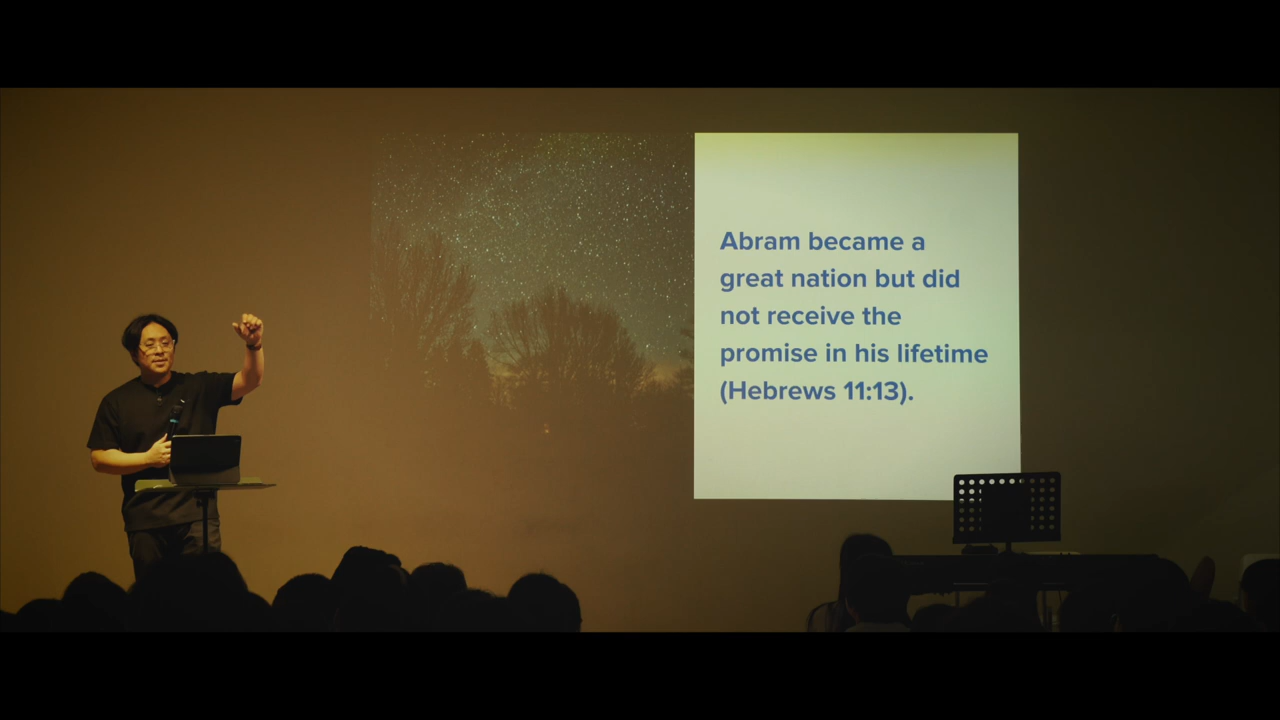 Abram became a
great nation but did
not receive the
promise in his lifetime
(Hebrews 11:13).